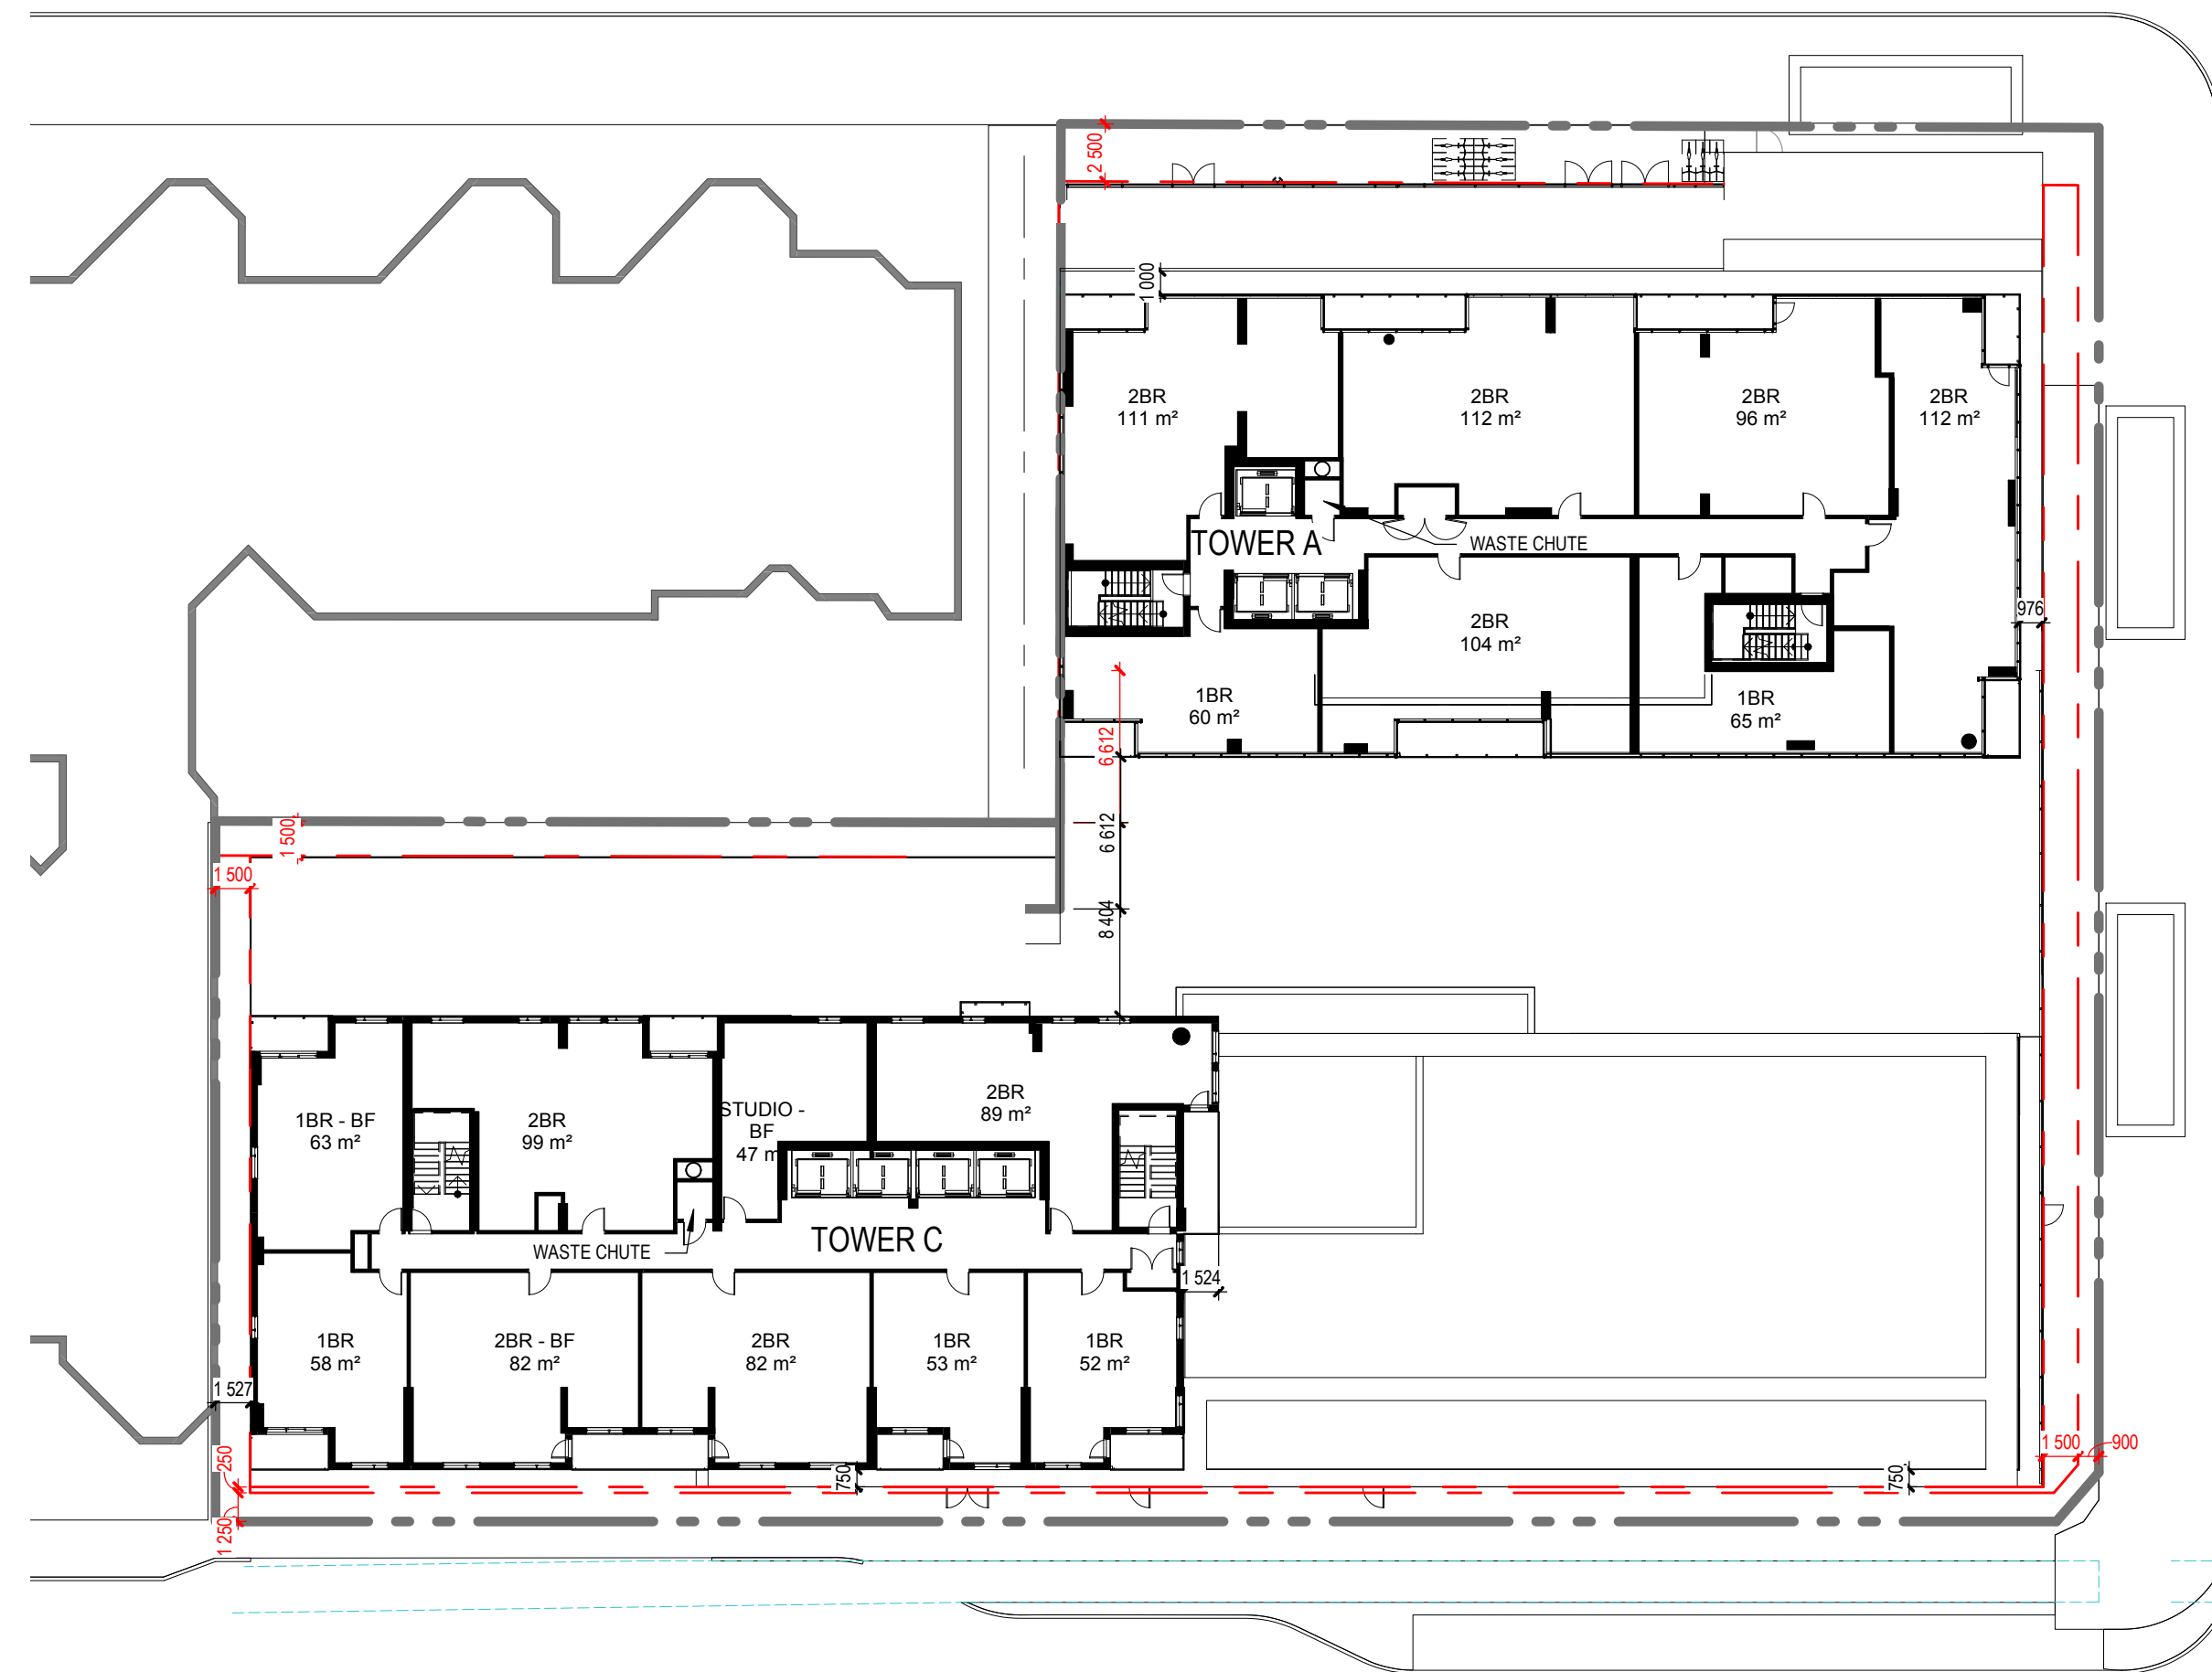 2 500
1 000
2BR
111 m²
2BR
112 m²
2BR
96 m²
2BR
112 m²
TOWER A
WASTE CHUTE
976
2BR
104 m²
1BR
60 m²
1BR
65 m²
6 612
6 612
8 404
1 500
1 500
1BR - BF
63 m²
2BR
99 m²
STUDIO -
BF
47 m
2BR
89 m²
TOWER C
WASTE CHUTE
1 524
1BR
58 m²
2BR - BF
82 m²
2BR
82 m²
1BR
53 m²
1BR
52 m²
1 527
250
1 250
750
750
1 500
900